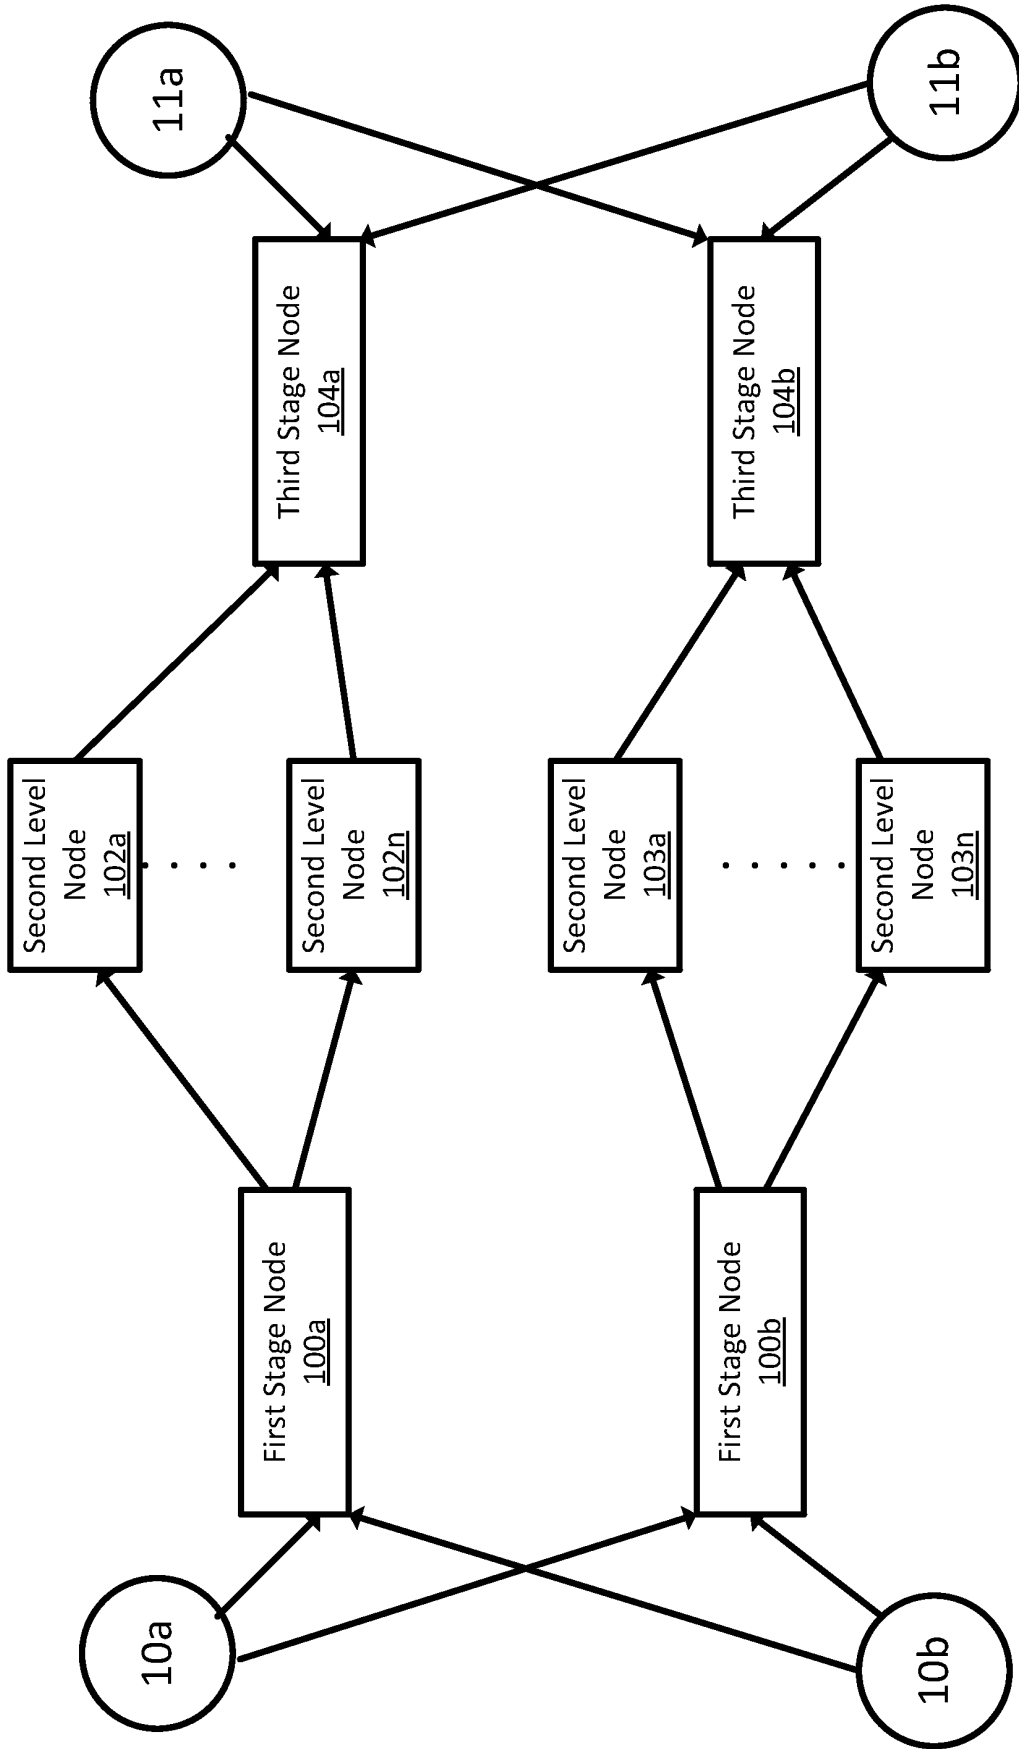 10a
10b
First Stage Node
100a
First Stage Node
100b
Second Level
Node
102a
Second Level
Node
102n
Second Level
Node
103a
Second Level
Node
103n
Third Stage Node
104a
Third Stage Node
104b
11a
11b